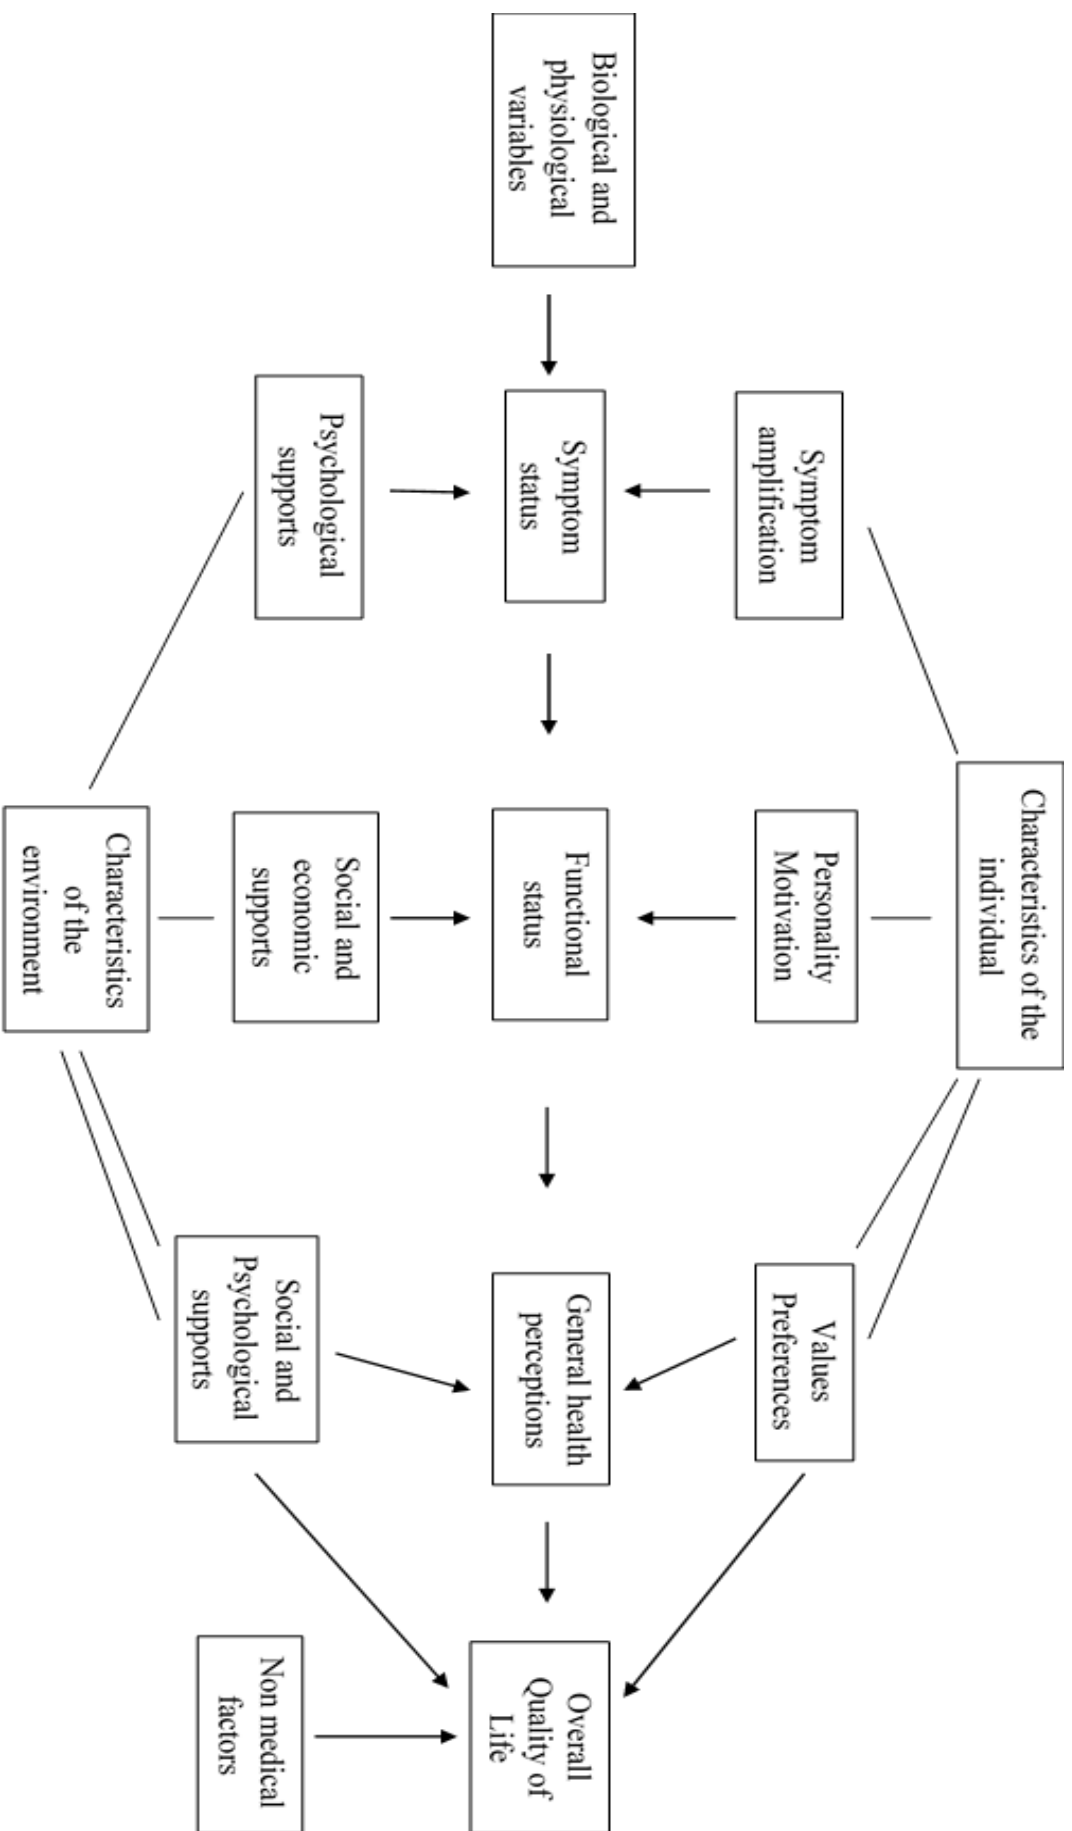 Characteristics of the
individual
Symptom
amplification
Personality
Motivation
Values
Preferences
Biological and
physiological
variables
Symptom
status
Functional
status
General health
perceptions
Overall
Quality of
Life
Psychological
supports
Social and
economic
supports
Social and
Psychological
supports
Non medical
factors
Characteristics
of the
environment